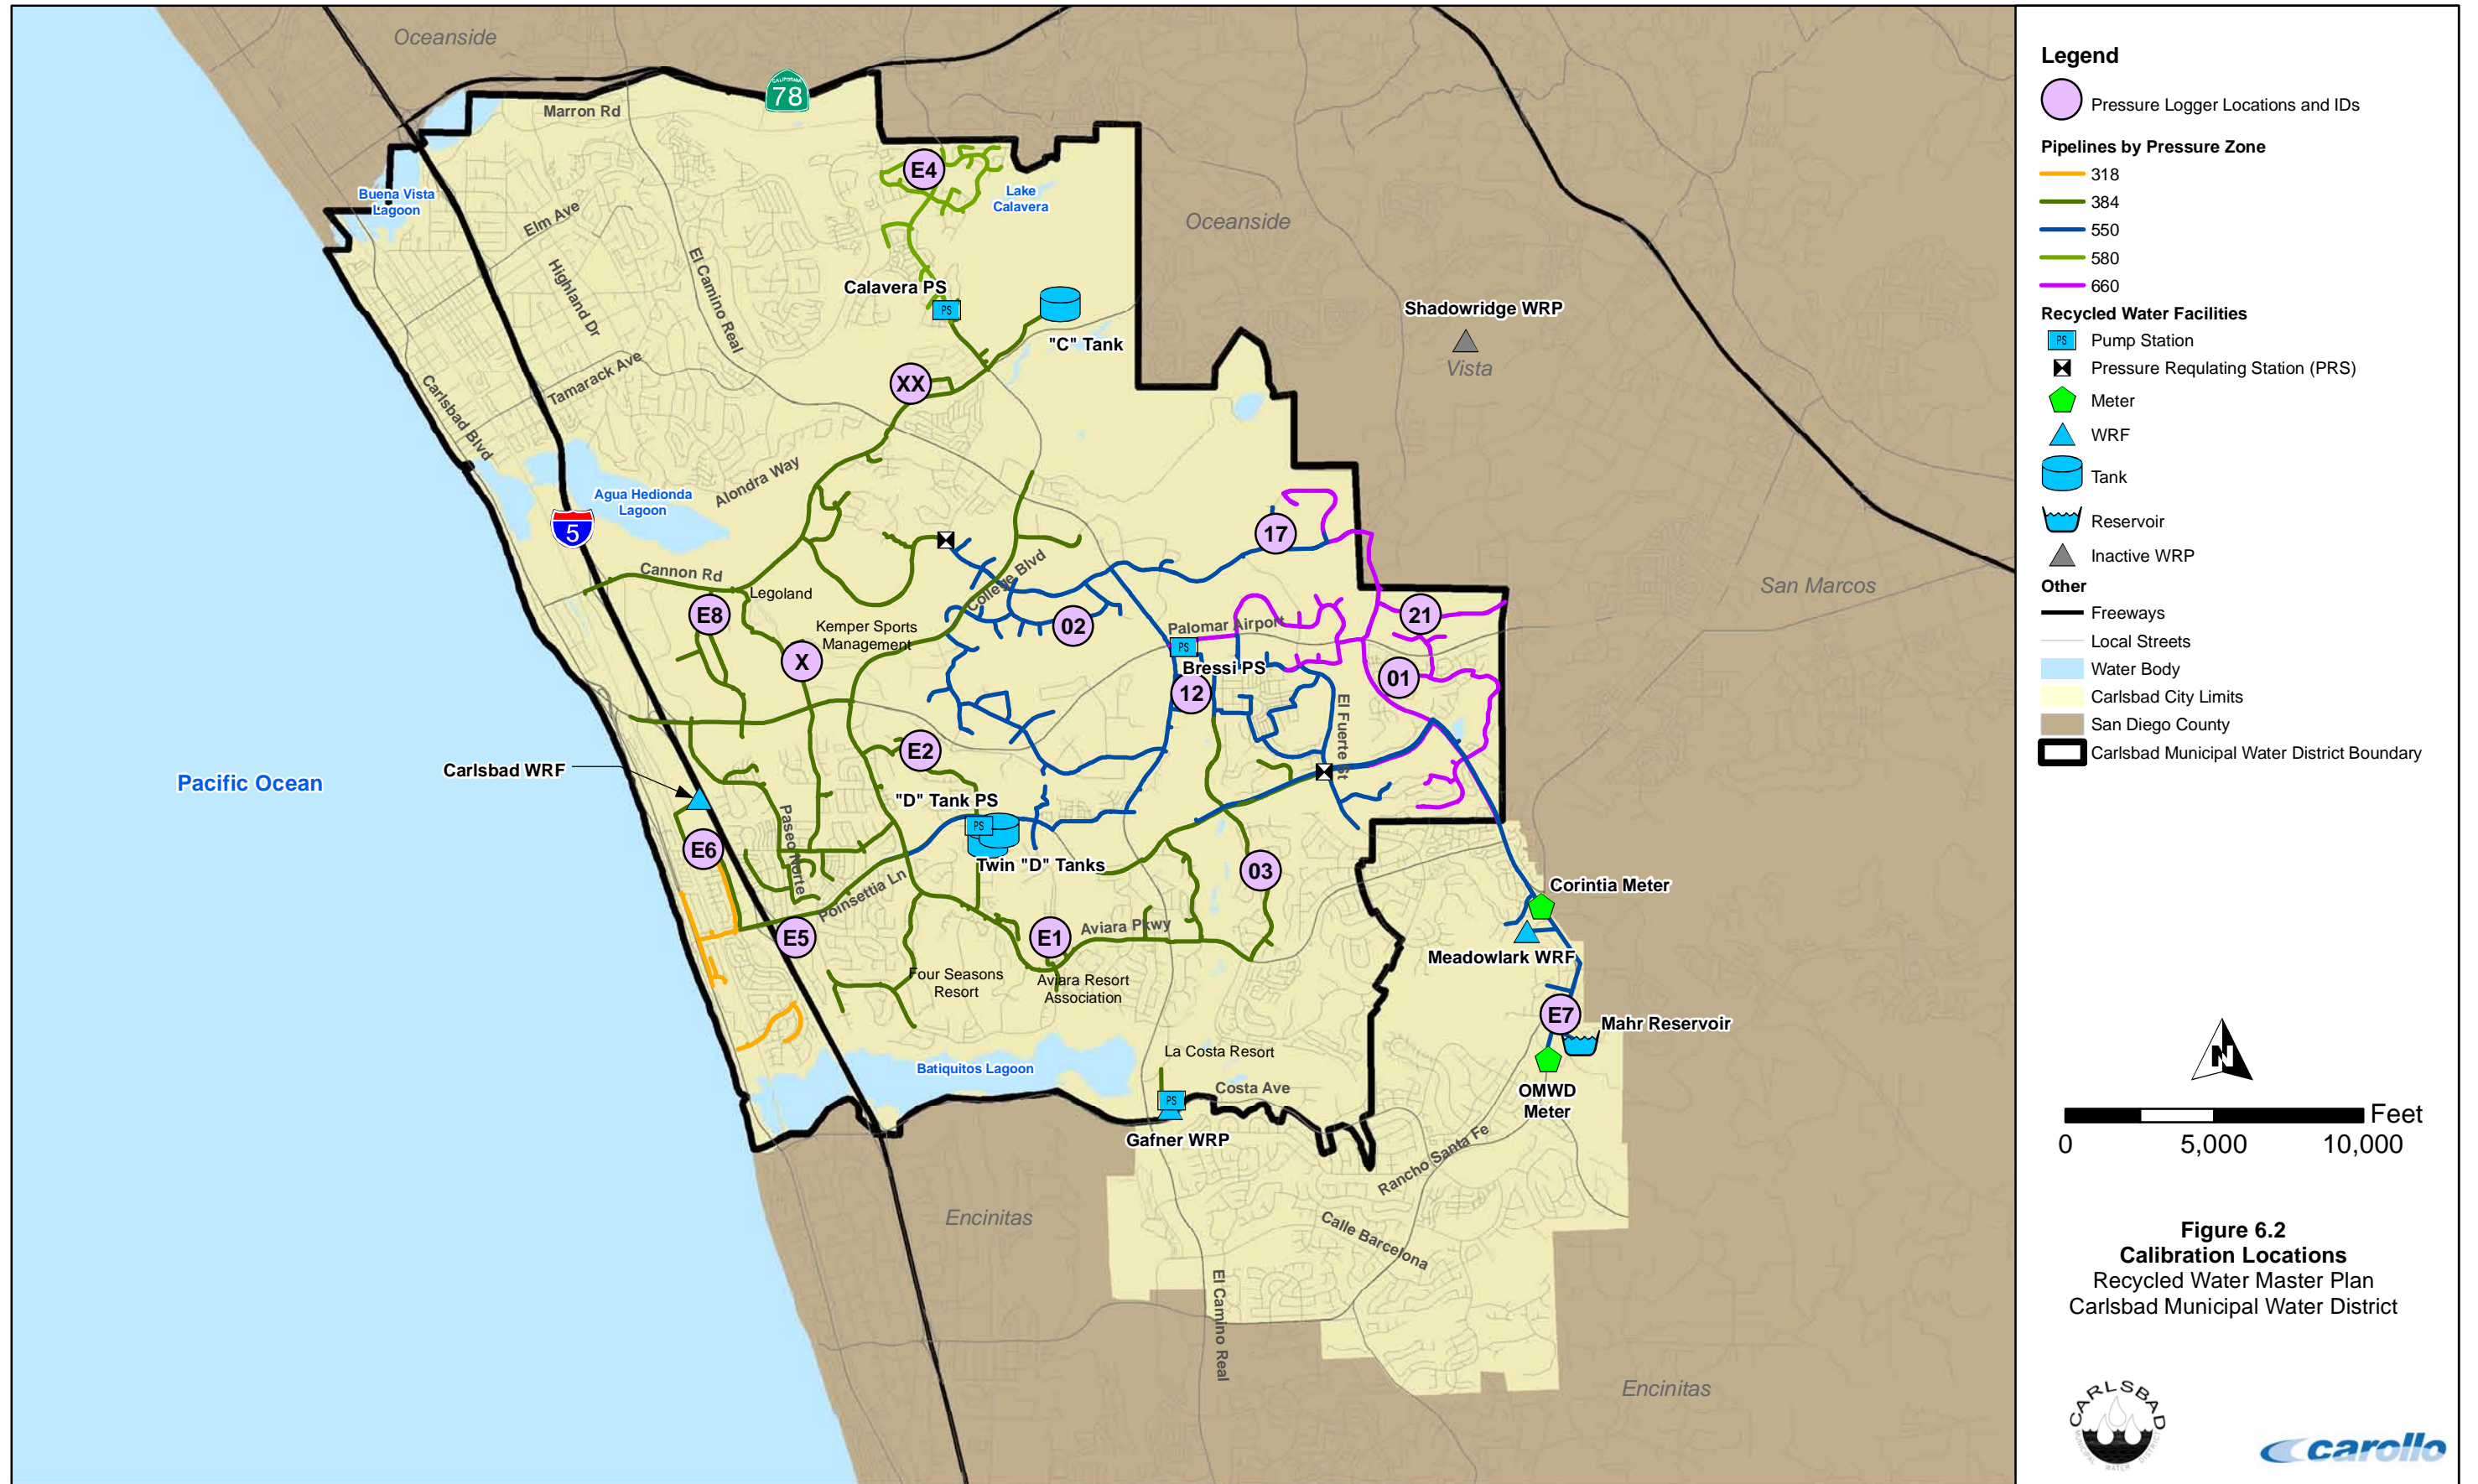 Oceanside
CALIFORNIA
78
Marron Rd
E4
Buena Vista
Lagoon
Lake
Calavera
Elm Ave
Oceanside
Highland Dr
El Camino Real
Calavera PS
PS
"C" Tank
Shadowridge WRP
Vista
XX
Tamarack Ave
Carlsbad Blvd
Alondra Way
Agua Hedionda
Lagoon
5
17
Cannon Rd
Legoland
College Blvd
San Marcos
E8
Kemper Sports
Management
02
Palomar Airport
21
PS
Bressi PS
X
12
01
El Fuerte St
E2
Carlsbad WRF
Pacific Ocean
"D" Tank PS
PS
Paseo Norte
Twin "D" Tanks
E6
03
Poinsettia Ln
Corintia Meter
E5
E1
Aviara Pkwy
Meadowlark WRF
Four Seasons
Resort
Aviara Resort
Association
E7
Mahr Reservoir
La Costa Resort
Batiquitos Lagoon
Costa Ave
PS
OMWD
Meter
Gafner WRP
Rancho Santa Fe
Encinitas
Calle Barcelona
El Camino Real
Encinitas
Legend
Pressure Logger Locations and IDs
Pipelines by Pressure Zone
318
384
550
580
660
Recycled Water Facilities
PS Pump Station
Pressure Requlating Station (PRS)
Meter
WRF
Tank
Reservoir
Inactive WRP
Other
Freeways
Local Streets
Water Body
Carlsbad City Limits
San Diego County
Carlsbad Municipal Water District Boundary
N
Feet
0 5,000 10,000
Figure 6.2
Calibration Locations
Recycled Water Master Plan
Carlsbad Municipal Water District
CARLSBAD
MUNICIPAL WATER DISTRICT
carollo